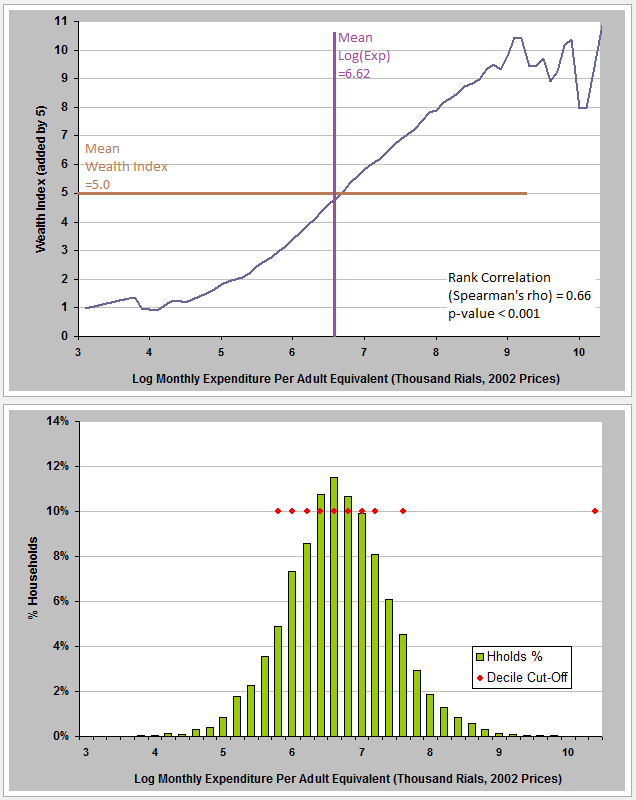 11
10
9
8
7
6
5
4
3
2
1
0
Wealth Index (added by 5)
Mean
Log(Exp)
=6.62
Mean
Wealth Index
=5.0
Rank Correlation
(Spearman's rho) = 0.66
p-value < 0.001
3 4 5 6 7 8 9 10
Log Monthly Expenditure Per Adult Equivalent (Thousand Rials, 2002 Prices)
14%
12%
10%
8%
6%
4%
2%
0%
% Households
Hholds %
Decile Cut-Off
3 4 5 6 7 8 9 10
Log Monthly Expenditure Per Adult Equivalent (Thousand Rials, 2002 Prices)